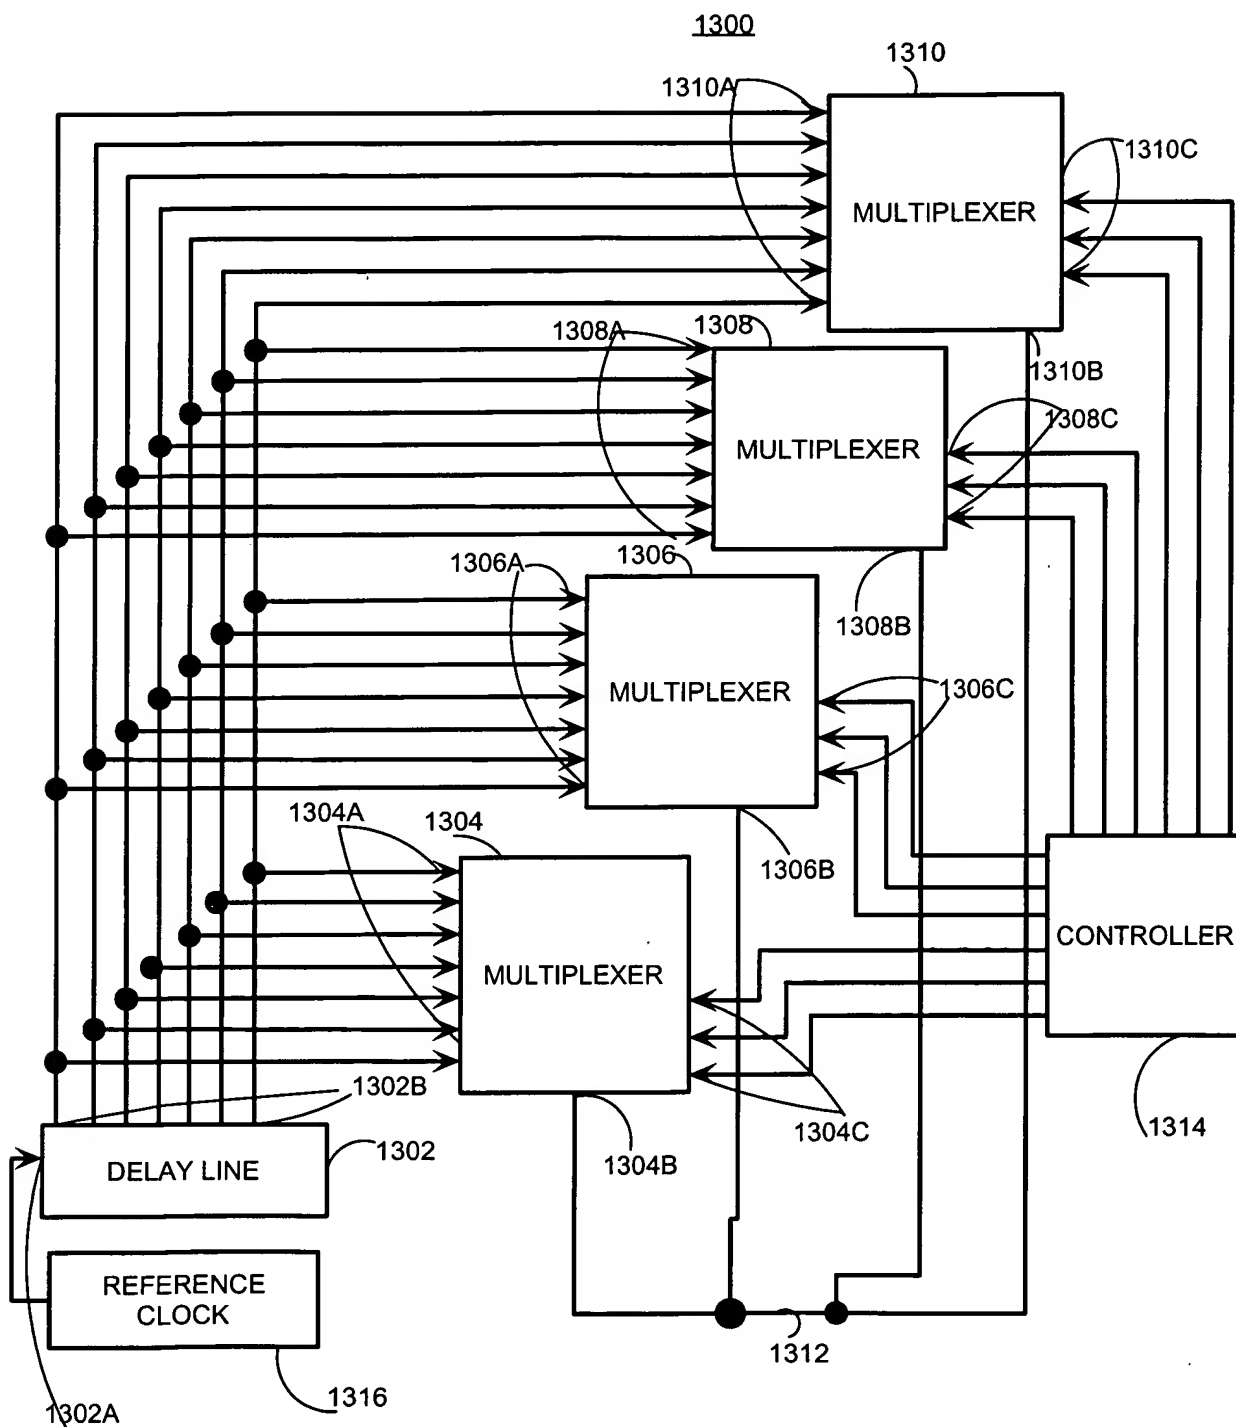 1300
1310
1310A
1310C
MULTIPLEXER
1308A
1308
1310B
1308C
MULTIPLEXER
1306A
1306
1308B
MULTIPLEXER
1306C
1304A
1304
1306B
CONTROLLER
MULTIPLEXER
1302B
1304C
1314
1302
1304B
DELAY LINE
REFERENCE
CLOCK
1312
1316
1302A